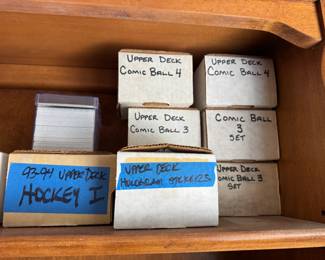 UPPER DECK
COMIC BALL 4
UPPER DECK
COMIC BALL 4
UPPER DECK
COMIC BALL 3
COMIC BALL
3
SET
93-94 UPPER DECK
HOCKEY I
UPPER DECK
HOLOGRAM STICKERS
UPPER DECK
COMIC BALL 3
SET